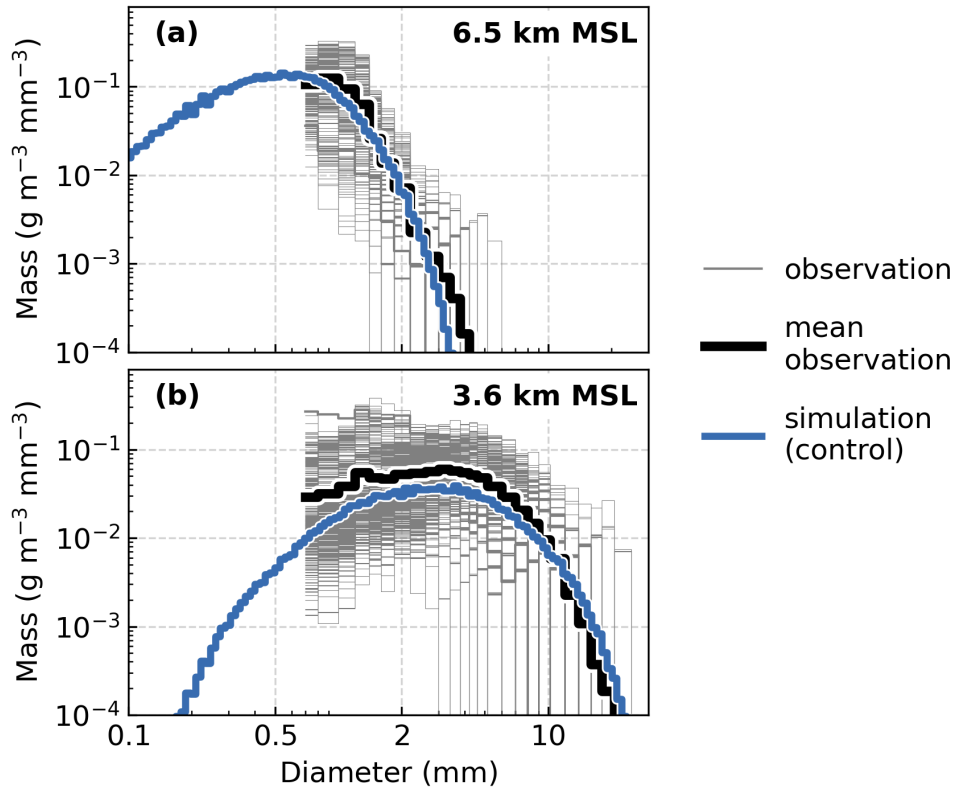 (a) 6.5 km MSL
Mass (g m⁻³ mm⁻³)
10⁻¹
10⁻²
10⁻³
10⁻⁴
(b) 3.6 km MSL
Mass (g m⁻³ mm⁻³)
10⁻¹
10⁻²
10⁻³
10⁻⁴
0.1 0.5 2 10
Diameter (mm)
observation
mean
observation
simulation
(control)